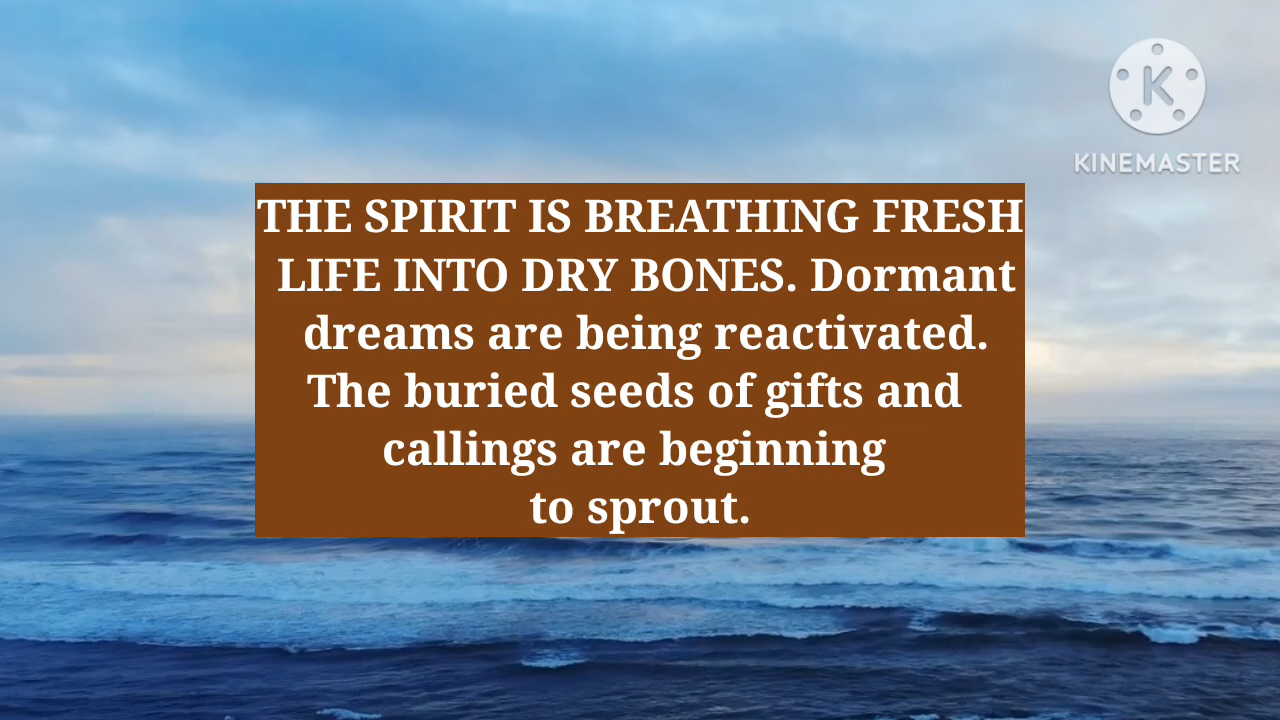 KINEMASTER
THE SPIRIT IS BREATHING FRESH
LIFE INTO DRY BONES. Dormant
dreams are being reactivated.
The buried seeds of gifts and
callings are beginning
to sprout.